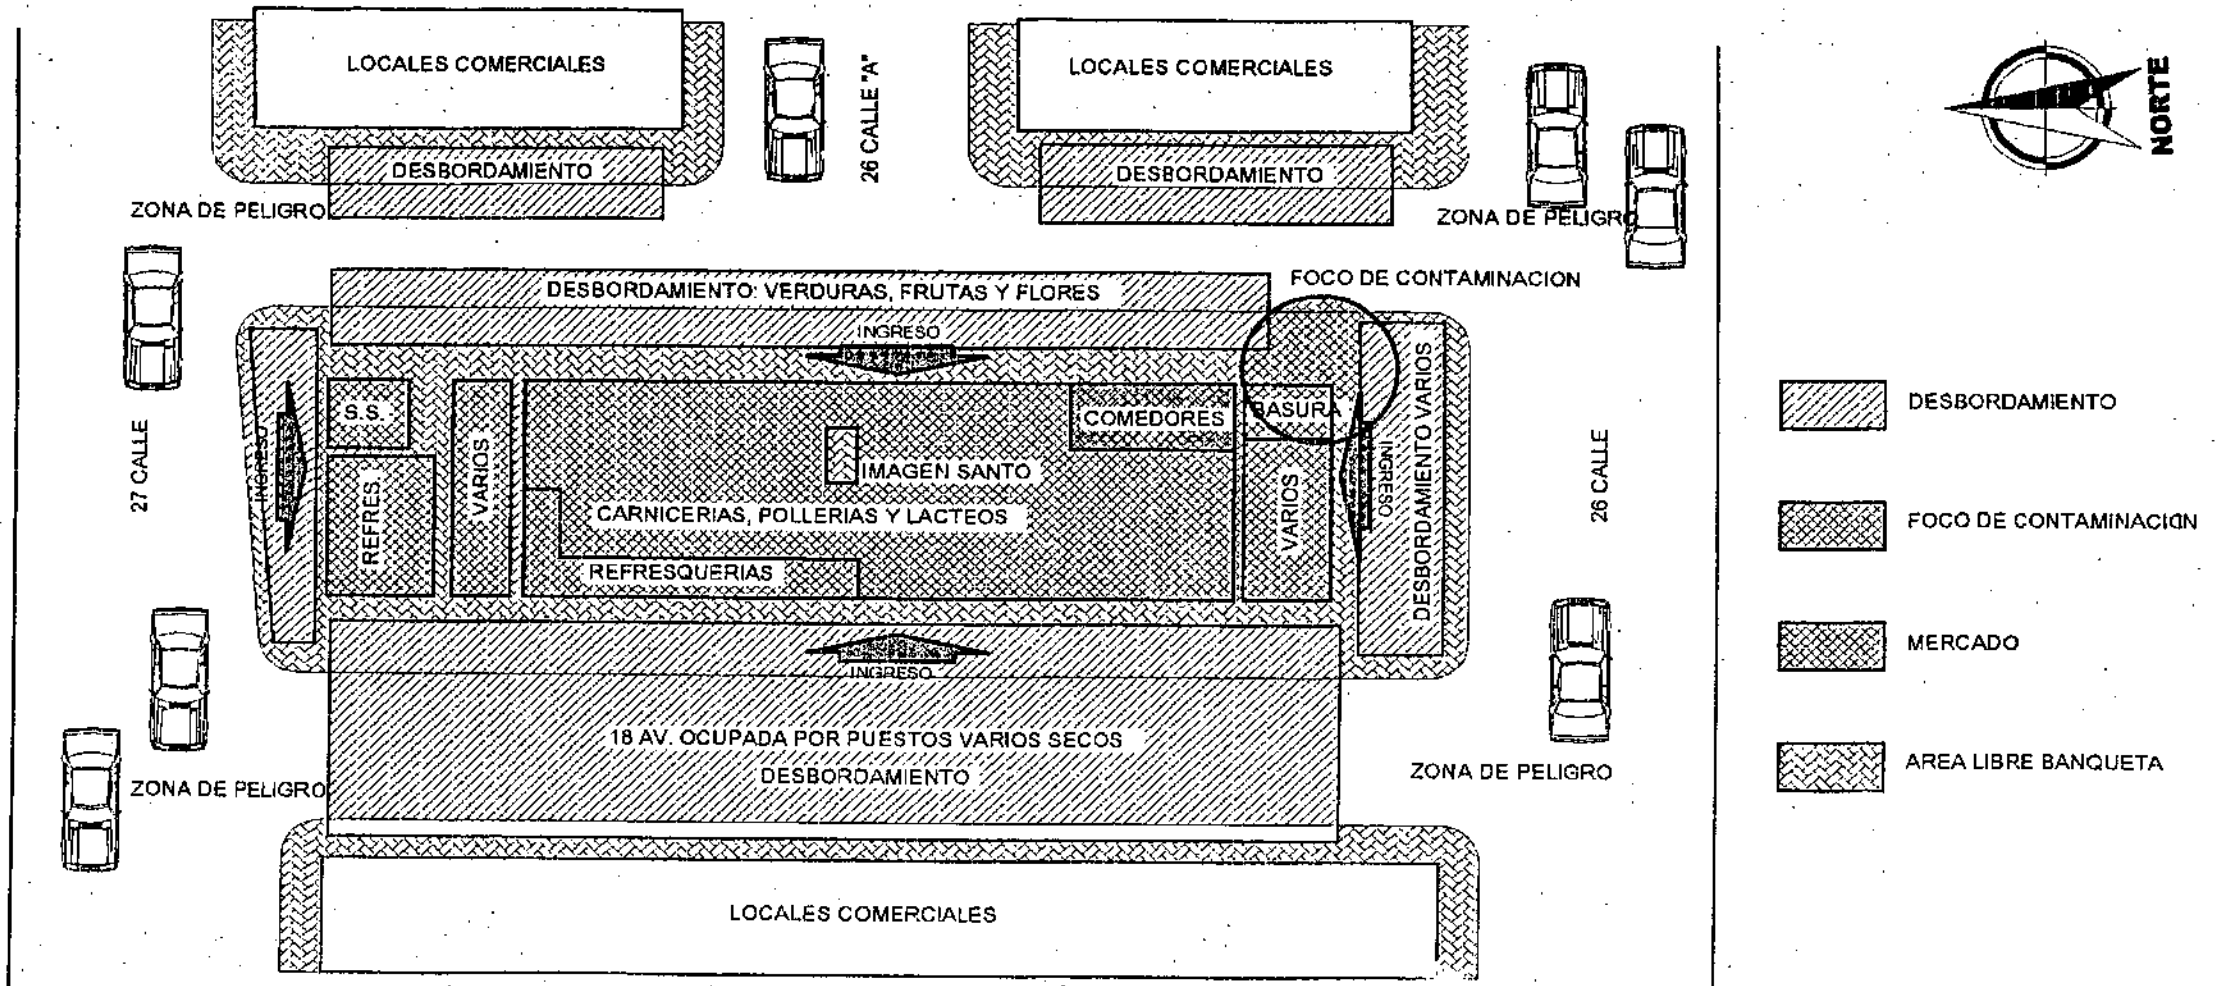 LOCALES COMERCIALES
LOCALES COMERCIALES
26 CALLE "A"
NORTE
DESBORDAMIENTO
DESBORDAMIENTO
ZONA DE PELIGRO
ZONA DE PELIGRO
FOCO DE CONTAMINACION
DESBORDAMIENTO: VERDURAS, FRUTAS Y FLORES
INGRESO
S.S.
COMEDORES
BASURA
DESBORDAMIENTO VARIOS
DESBORDAMIENTO
27 CALLE
INGRESO
REFRES.
VARIOS
IMAGEN SANTO
CARNICERIAS, POLLERIAS Y LACTEOS
VARIOS
INGRESO
26 CALLE
FOCO DE CONTAMINACION
REFRESQUERIAS
MERCADO
INGRESO
18 AV. OCUPADA POR PUESTOS VARIOS SECOS
DESBORDAMIENTO
ZONA DE PELIGRO
ZONA DE PELIGRO
AREA LIBRE BANQUETA
LOCALES COMERCIALES